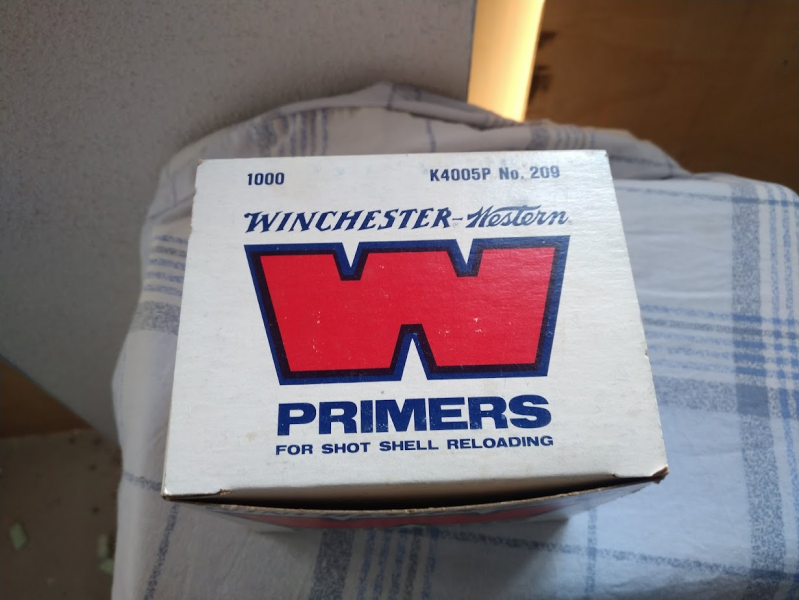 1000 K4005P No. 209
WINCHESTER-Western
W
PRIMERS
FOR SHOT SHELL RELOADING